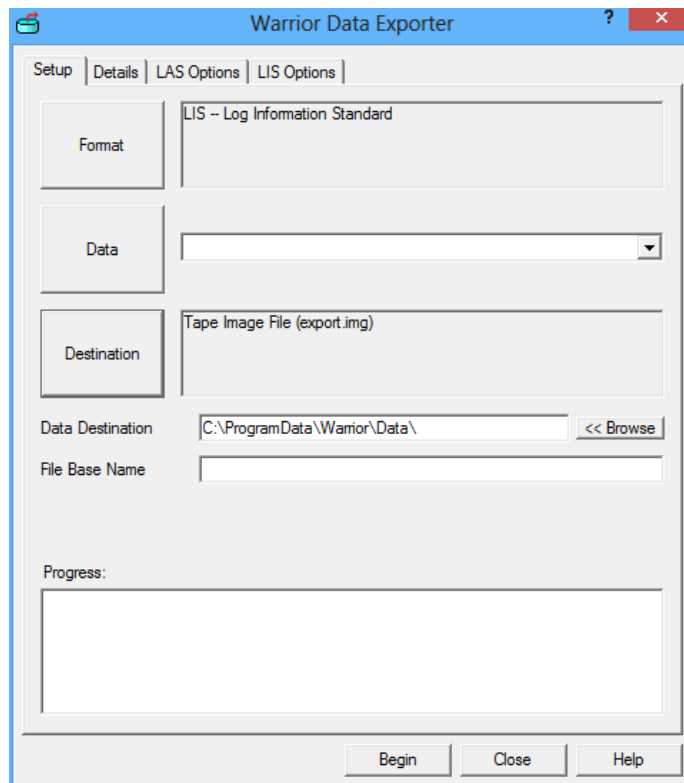 Warrior Data Exporter
? ×
Setup Details LAS Options LIS Options
Format
LIS -- Log Information Standard
Data
Destination
Tape Image File (export.img)
Data Destination
C:\ProgramData\Warrior\Data\
<< Browse
File Base Name
Progress:
Begin Close Help